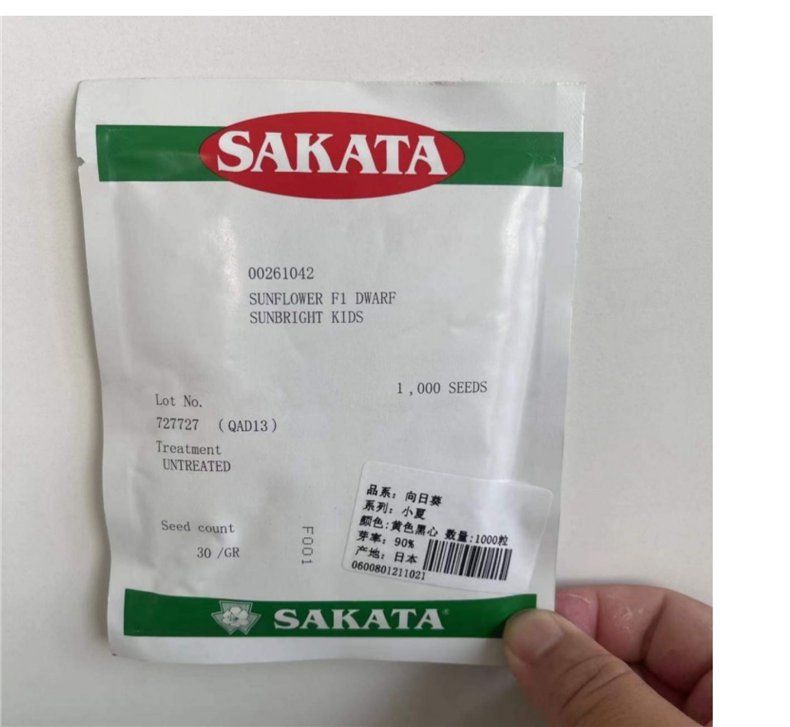 SAKATA
00261042
SUNFLOWER F1 DWARF
SUNBRIGHT KIDS
1,000 SEEDS
Lot No.
727727 (QAD13)
Treatment
UNTREATED
Seed count
30 /GR
F001
品系: 向日葵
系列: 小夏
颜色:黄色黑心 数量:1000粒
芽率: 90%
产地: 日本
0600801211021
SAKATA®